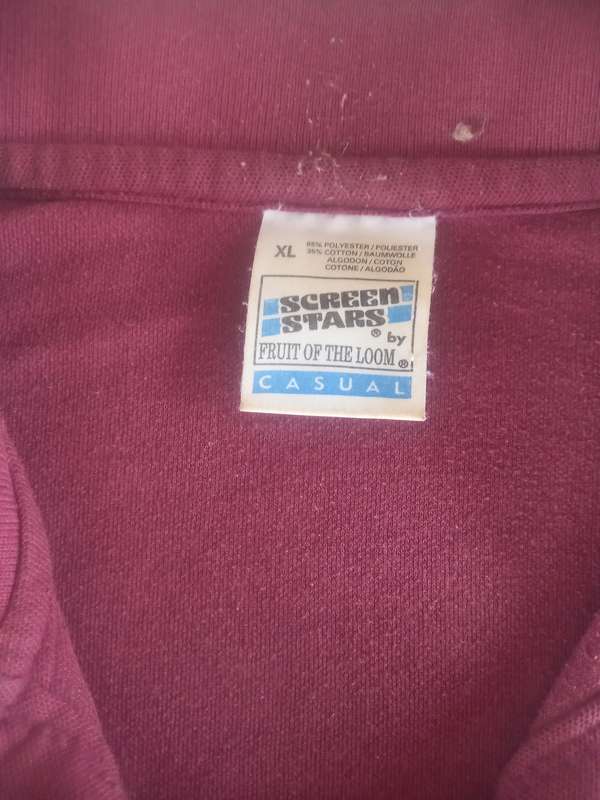 XL
65% POLYESTER / POLIESTER
35% COTTON / BAUMWOLLE
ALGODON / COTON
COTONE / ALGODÃO
SCREEN
STARS ®
by
FRUIT OF THE LOOM ®
CASUAL